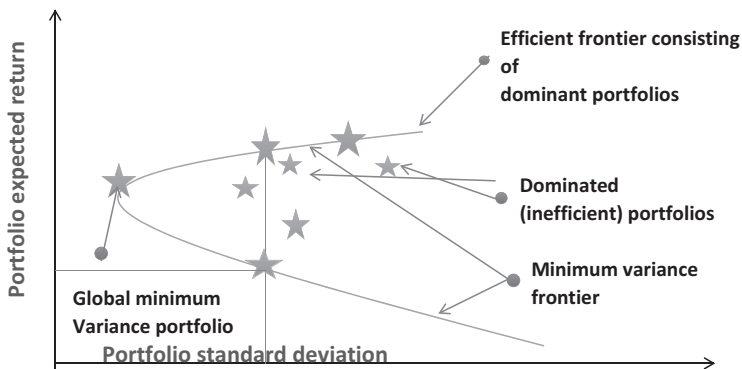 Efficient frontier consisting
of
dominant portfolios
Portfolio expected return
Dominated
(inefficient) portfolios
Minimum variance
frontier
Global minimum
Variance portfolio
Portfolio standard deviation